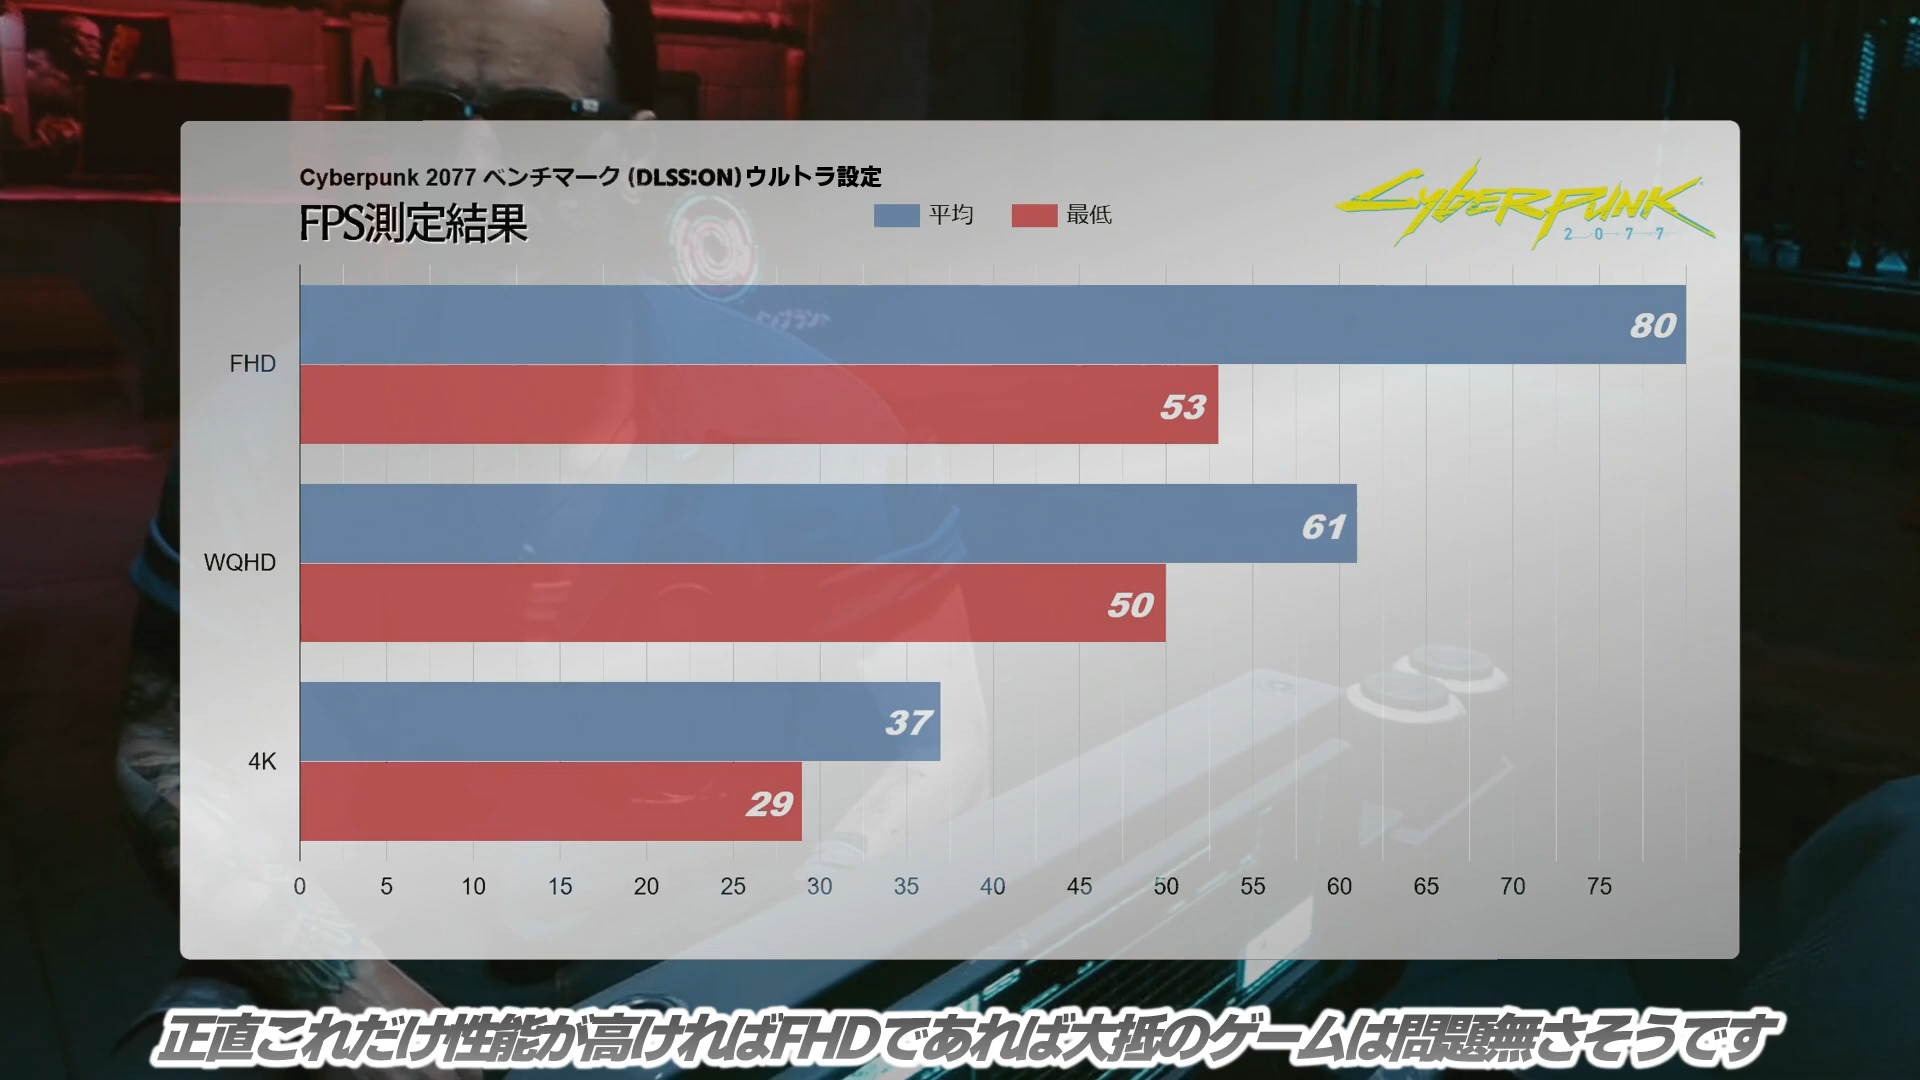 Cyberpunk 2077 ベンチマーク (DLSS:ON) ウルトラ設定
FPS測定結果
平均 最低
CYBERPUNK
2077
FHD
80
53
WQHD
61
50
4K
37
29
0 5 10 15 20 25 30 35 40 45 50 55 60 65 70 75
正直これだけ性能が高ければFHDであれば大抵のゲームは問題無さそうです